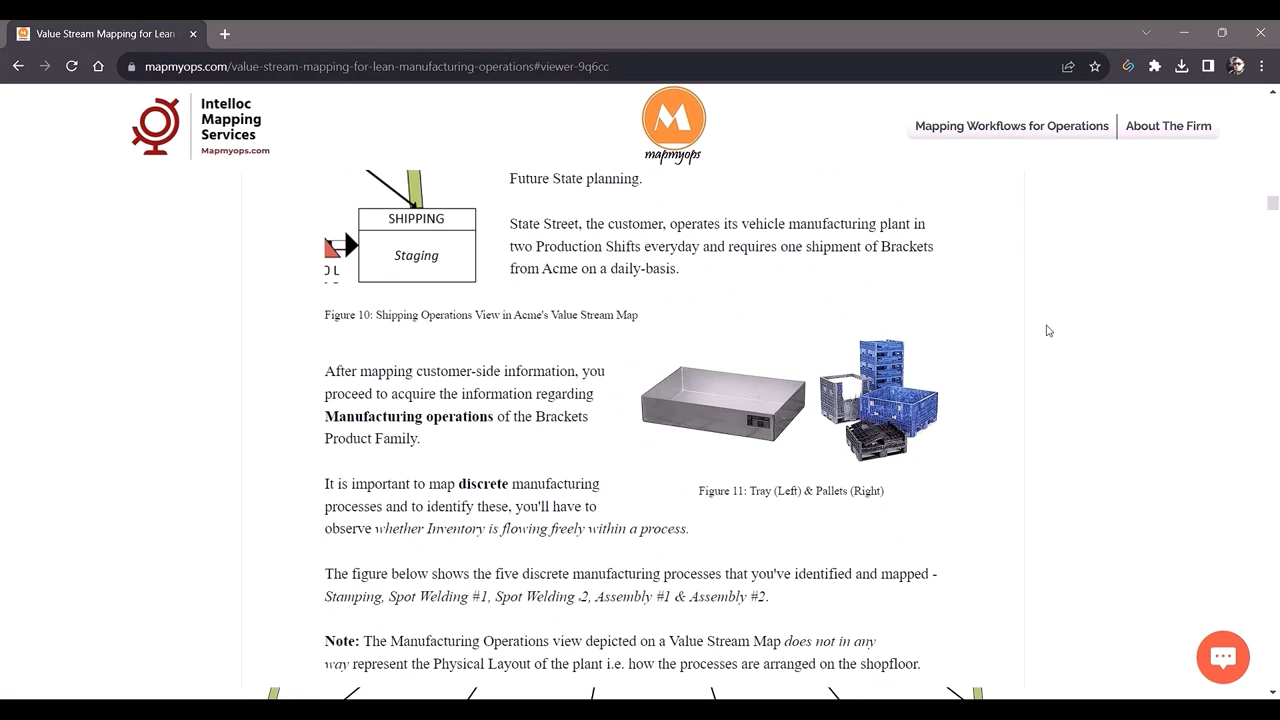 Value Stream Mapping for Lean
mapmyops.com/value-stream-mapping-for-lean-manufacturing-operations#viewer-9q6cc
Intelloc
Mapping
Services
Mapmyops.com
M
mapmyops
Mapping Workflows for Operations
About The Firm
Future State planning.
SHIPPING
Staging
0 L
State Street, the customer, operates its vehicle manufacturing plant in
two Production Shifts everyday and requires one shipment of Brackets
from Acme on a daily-basis.
Figure 10: Shipping Operations View in Acme's Value Stream Map
After mapping customer-side information, you
proceed to acquire the information regarding
Manufacturing operations of the Brackets
Product Family.
It is important to map discrete manufacturing
processes and to identify these, you'll have to
observe whether Inventory is flowing freely within a process.
Figure 11: Tray (Left) & Pallets (Right)
The figure below shows the five discrete manufacturing processes that you've identified and mapped -
Stamping, Spot Welding #1, Spot Welding .2, Assembly #1 & Assembly #2.
Note: The Manufacturing Operations view depicted on a Value Stream Map does not in any
way represent the Physical Layout of the plant i.e. how the processes are arranged on the shopfloor.